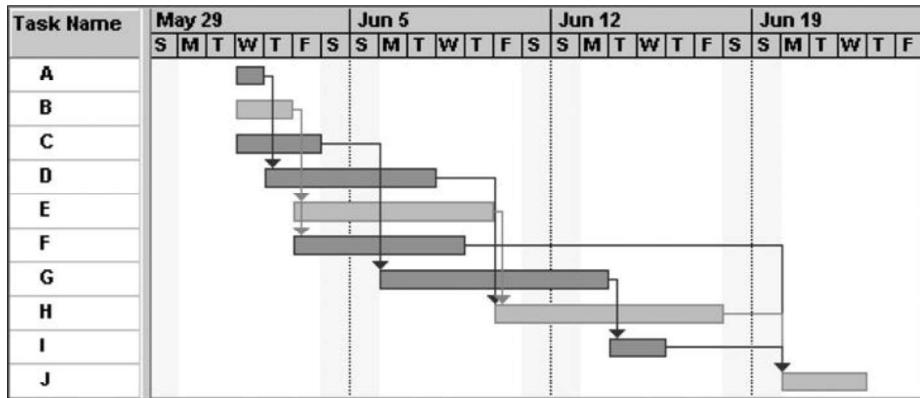 Task Name May 29 Jun 5 Jun 12 Jun 19
S M T W T F S S M T W T F S S M T W T F S S M T W T F
A
B
C
D
E
F
G
H
I
J